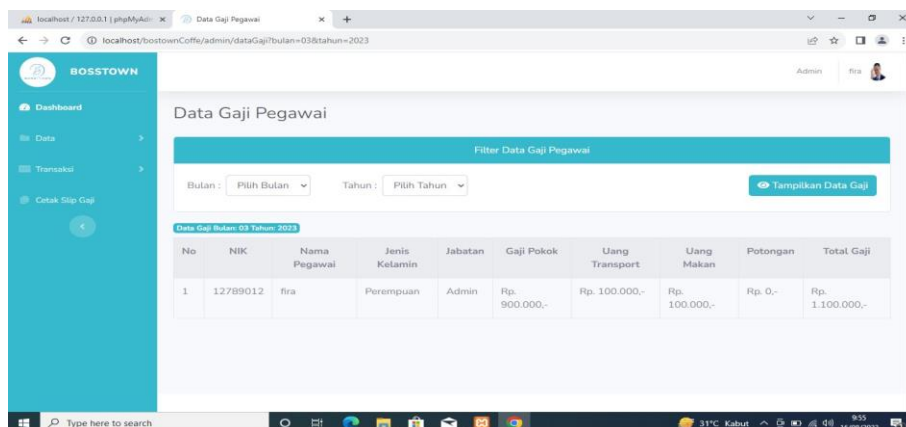 localhost / 127.0.0.1 | phpMyAdm
Data Gaji Pegawai
localhost/bostownCoffe/admin/dataGaji?bulan=03&tahun=2023
BOSSTOWN
Admin fira
Dashboard
Data
Transaksi
Cetak Slip Gaji
Data Gaji Pegawai
Filter Data Gaji Pegawai
Bulan : Pilih Bulan Tahun : Pilih Tahun Tampilkan Data Gaji
Data Gaji Bulan: 03 Tahun: 2023
No NIK Nama Pegawai Jenis Kelamin Jabatan Gaji Pokok Uang Transport Uang Makan Potongan Total Gaji
1 12789012 fira Perempuan Admin Rp. 900.000,- Rp. 100.000,- Rp. 100.000,- Rp. 0,- Rp. 1.100.000,-
Type here to search
31°C Kabut
9:55